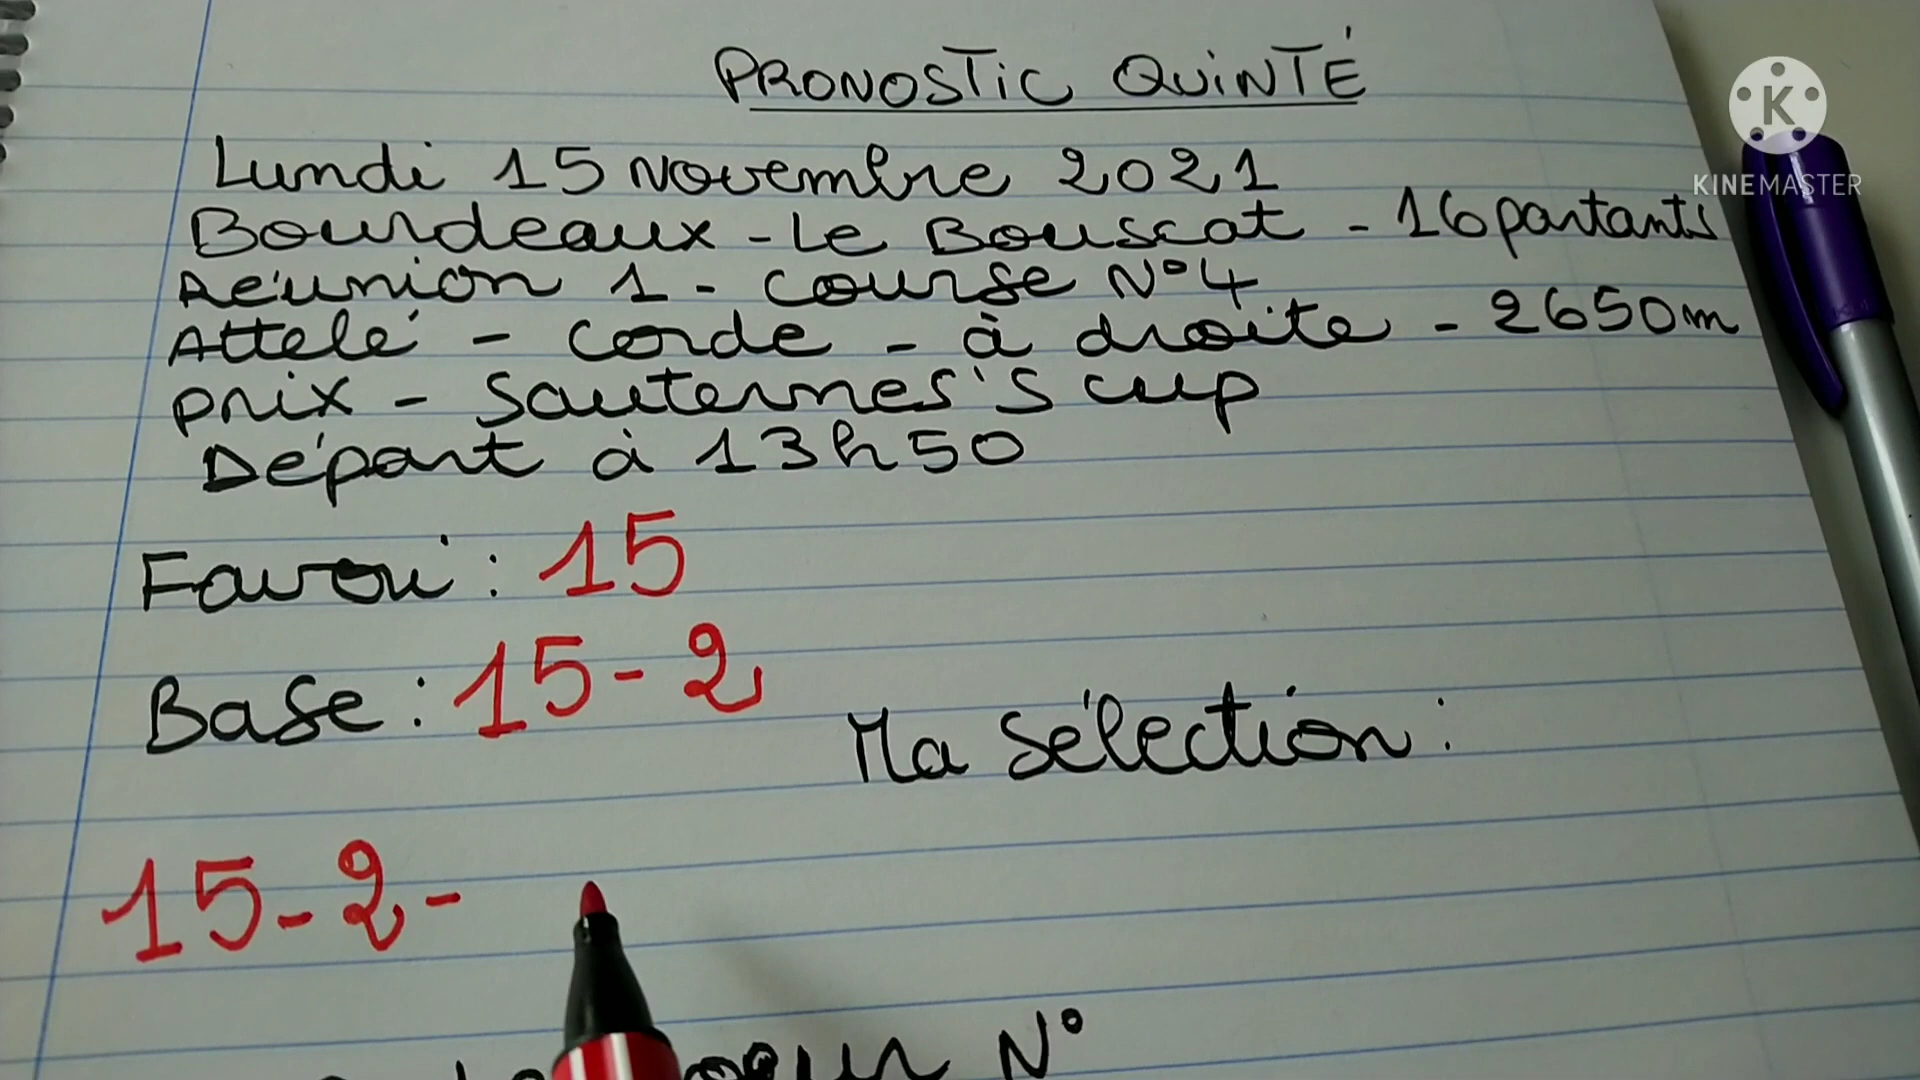 PRONOSTIC QUINTÉ
Lundi 15 Novembre 2021
Bourdeaux - Le Bouscat - 16 partants
Réunion 1 - Course N°4
Attelé - Corde - à droite - 2650m
prix - Sauternes's cup
Départ à 13h50
Favori : 15
Base : 15 - 2
Ma Sélection :
15 - 2 -
N°
K
KINEMASTER